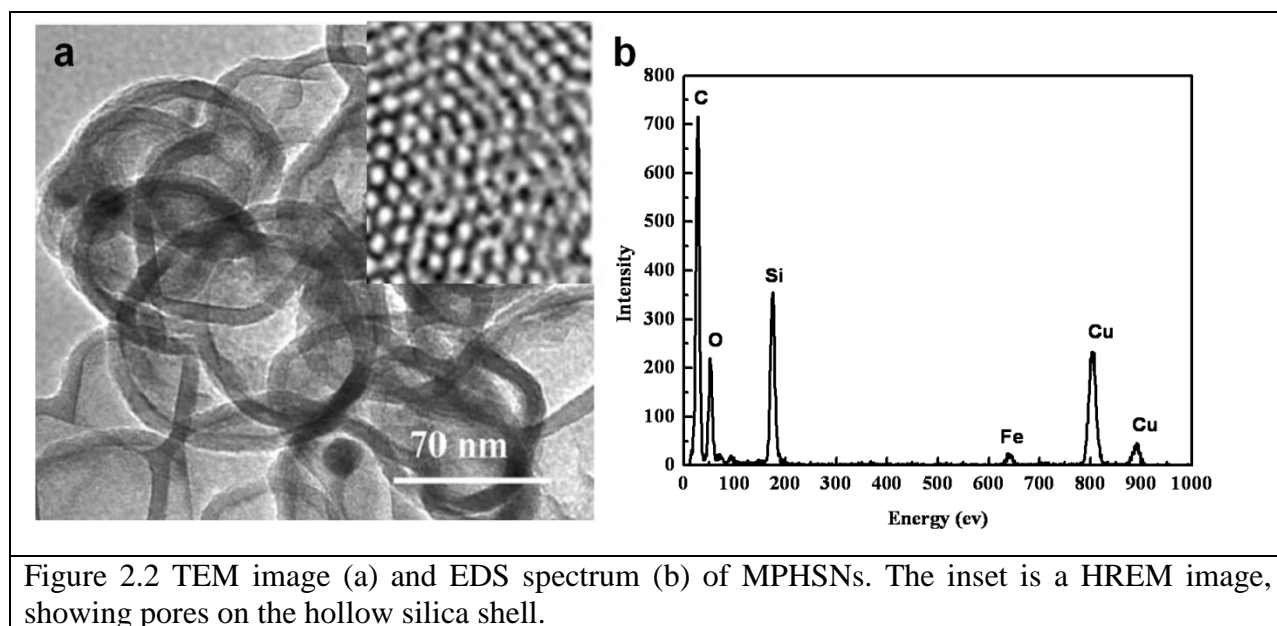 a
70 nm
b
800
700
600
500
400
300
200
100
0
Intensity
C
O
Si
Fe
Cu
Cu
0 100 200 300 400 500 600 700 800 900 1000
Energy (ev)
Figure 2.2 TEM image (a) and EDS spectrum (b) of MPHSNs. The inset is a HREM image,
showing pores on the hollow silica shell.